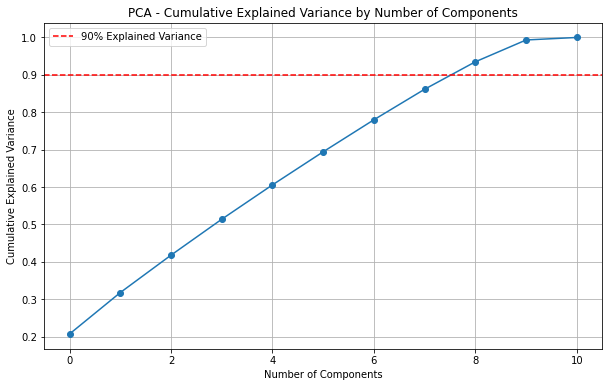 PCA - Cumulative Explained Variance by Number of Components
90% Explained Variance
Cumulative Explained Variance
1.0
0.9
0.8
0.7
0.6
0.5
0.4
0.3
0.2
0 2 4 6 8 10
Number of Components